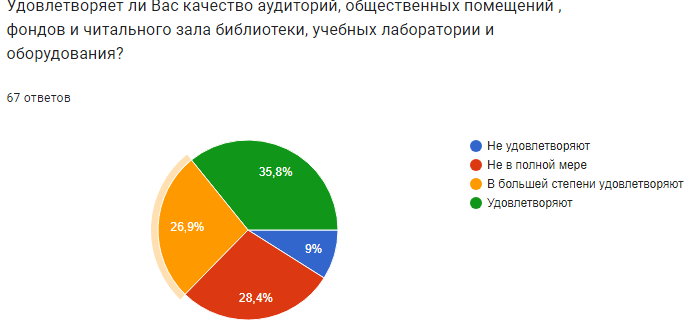 Удовлетворяет ли Вас качество аудиторий, общественных помещений ,
фондов и читального зала библиотеки, учебных лаборатории и
оборудования?
67 ответов
35,8%
26,9%
9%
28,4%
Не удовлетворяют
Не в полной мере
В большей степени удовлетворяют
Удовлетворяют